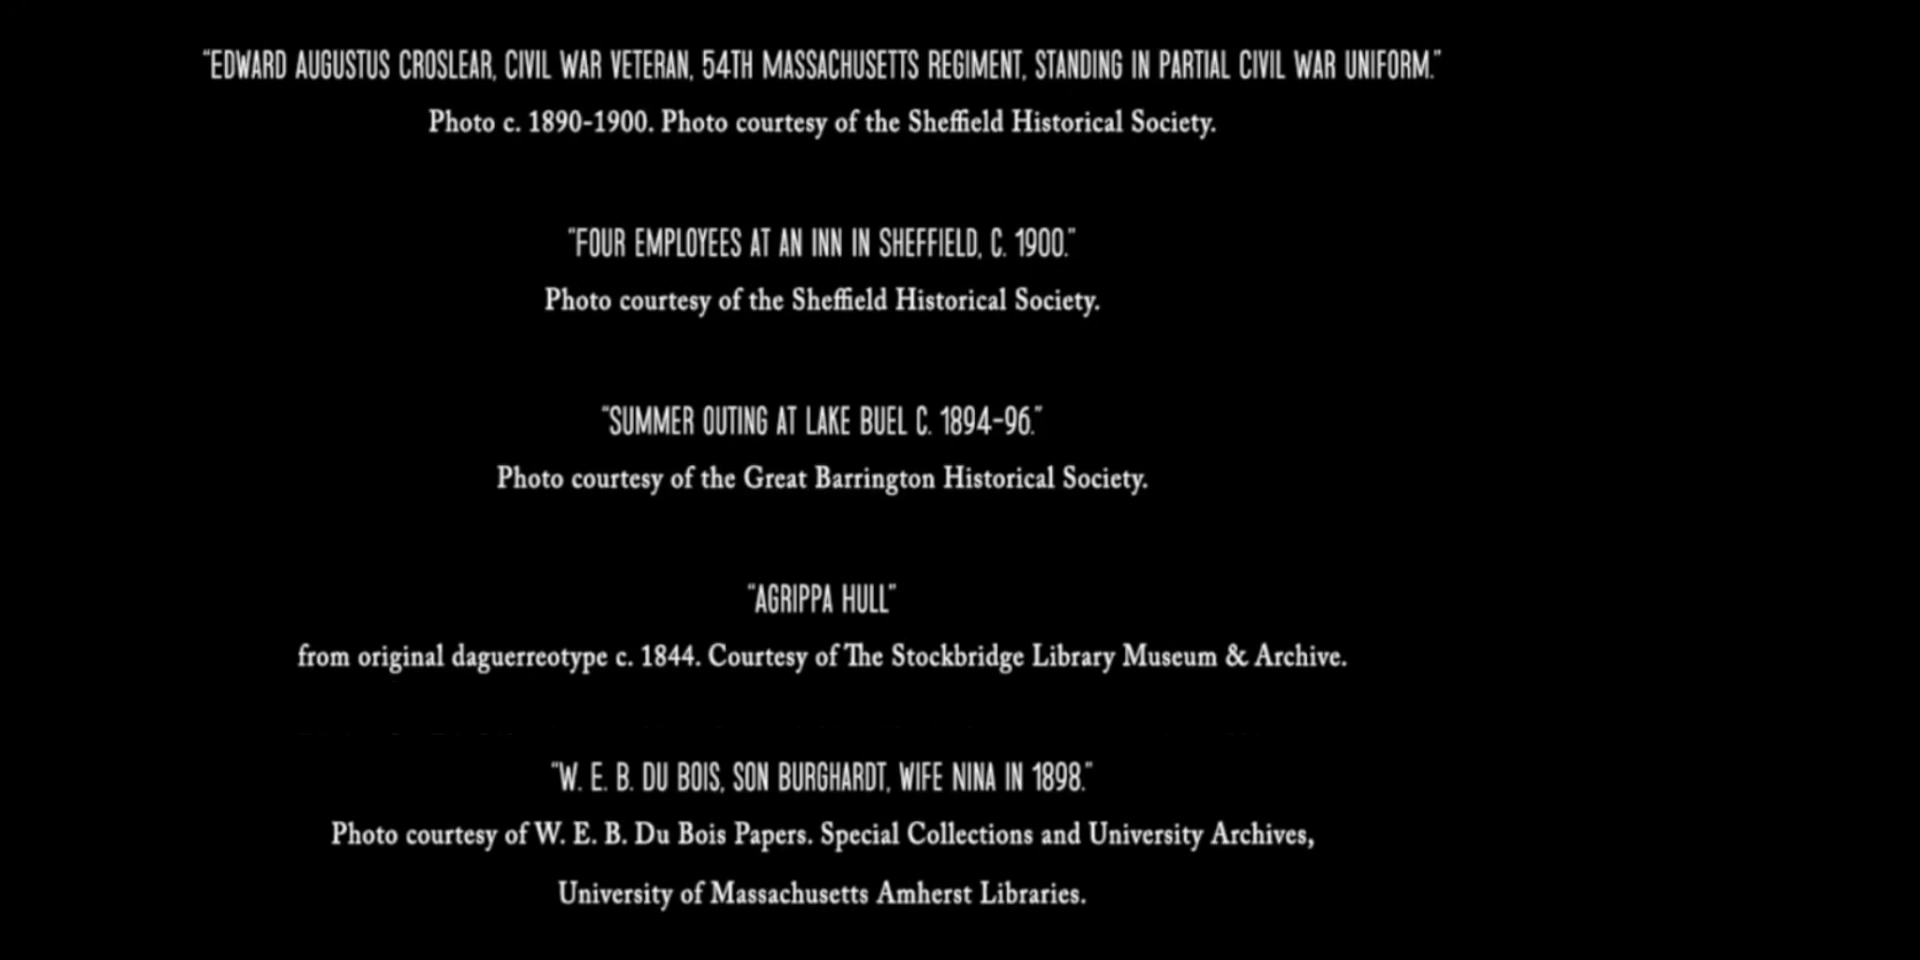 "EDWARD AUGUSTUS CROSLEAR, CIVIL WAR VETERAN, 54TH MASSACHUSETTS REGIMENT, STANDING IN PARTIAL CIVIL WAR UNIFORM."
Photo c. 1890-1900. Photo courtesy of the Sheffield Historical Society.
"FOUR EMPLOYEES AT AN INN IN SHEFFIELD, C. 1900."
Photo courtesy of the Sheffield Historical Society.
"SUMMER OUTING AT LAKE BUEL C. 1894-96."
Photo courtesy of the Great Barrington Historical Society.
"AGRIPPA HULL"
from original daguerreotype c. 1844. Courtesy of The Stockbridge Library Museum & Archive.
"W. E. B. DU BOIS, SON BURGHARDT, WIFE NINA IN 1898."
Photo courtesy of W. E. B. Du Bois Papers. Special Collections and University Archives,
University of Massachusetts Amherst Libraries.